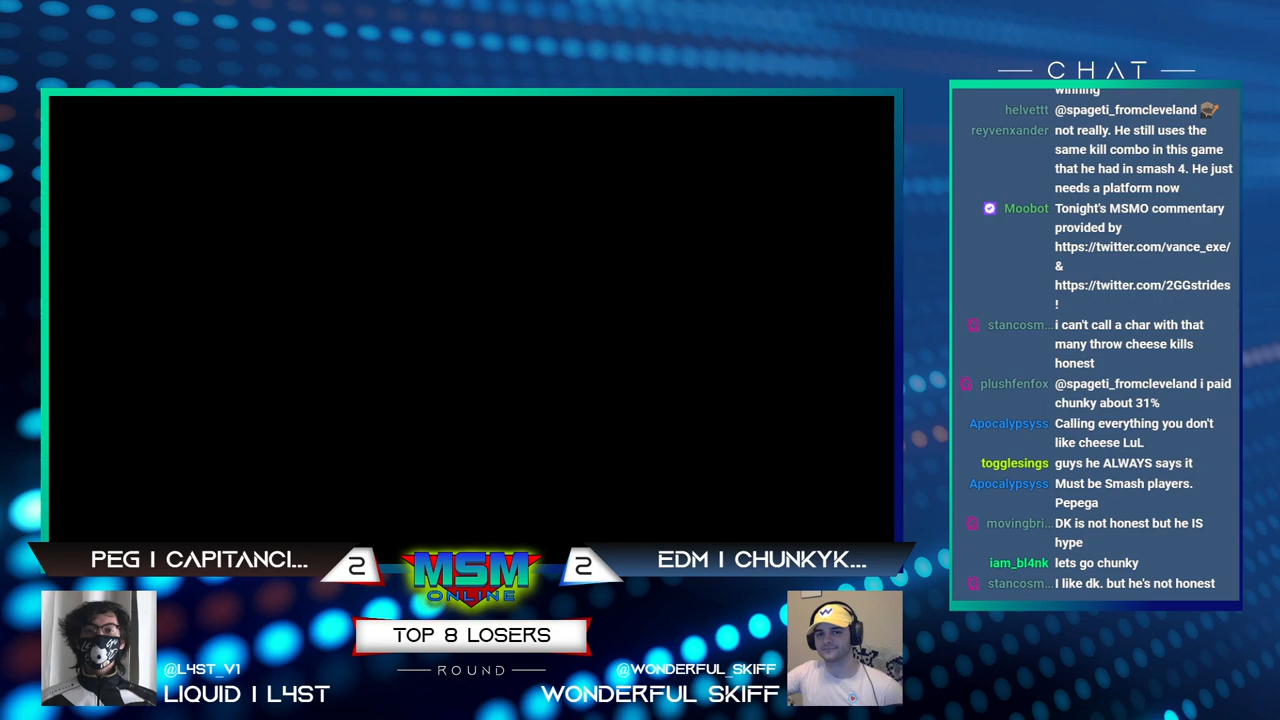 CHAT
winning
helvettt @spageti_fromcleveland
reyvenxander not really. He still uses the
same kill combo in this game
that he had in smash 4. He just
needs a platform now
Moobot Tonight's MSMO commentary
provided by
https://twitter.com/vance_exe/
&
https://twitter.com/2GGstrides
!
stancosm... i can't call a char with that
many throw cheese kills
honest
plushfenfox @spageti_fromcleveland i paid
chunky about 31%
Apocalypsyss Calling everything you don't
like cheese LuL
togglesings guys he ALWAYS says it
Apocalypsyss Must be Smash players.
Pepega
movingbri... DK is not honest but he IS
hype
iam_bl4nk lets go chunky
stancosm... I like dk. but he's not honest
PEG | CAPITANCI... 2
MSM
ONLINE
2 EDM | CHUNKYK...
TOP 8 LOSERS
ROUND
@L4ST_V1
LIQUID | L4ST
@WONDERFUL_SKIFF
WONDERFUL SKIFF
W